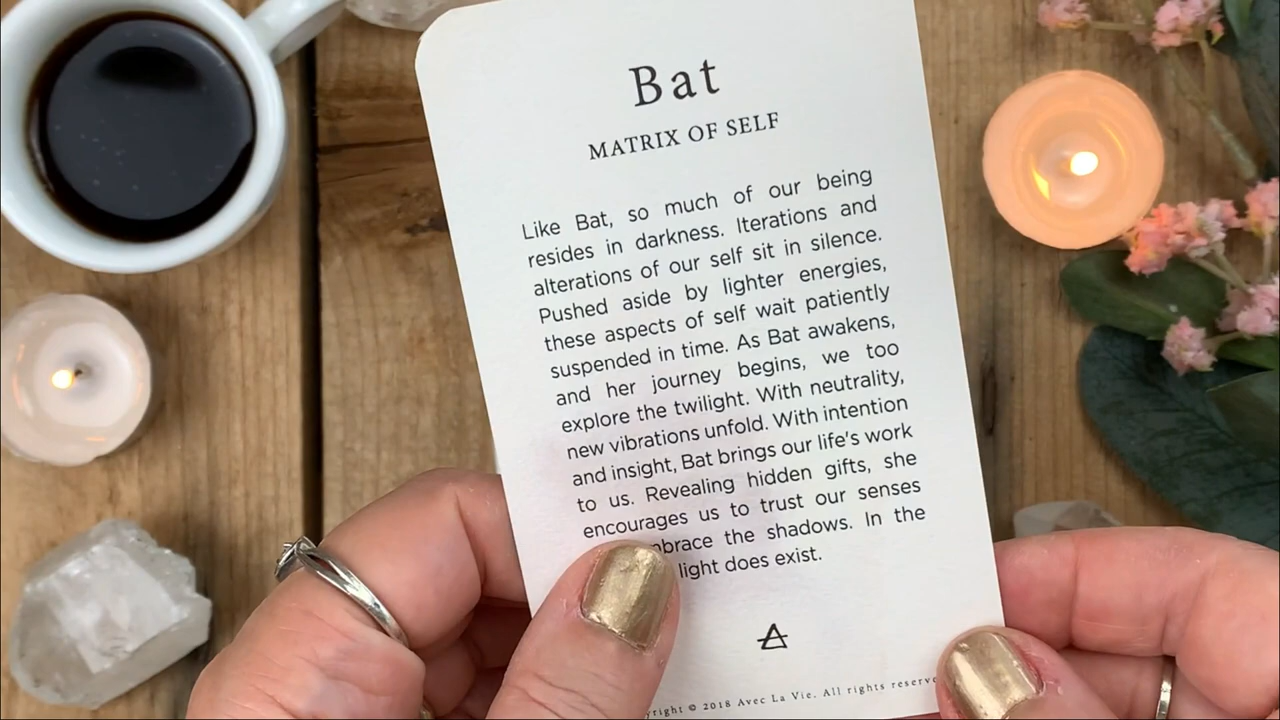 Bat
MATRIX OF SELF
Like Bat, so much of our being
resides in darkness. Iterations and
alterations of our self sit in silence.
Pushed aside by lighter energies,
these aspects of self wait patiently
suspended in time. As Bat awakens,
and her journey begins, we too
explore the twilight. With neutrality,
new vibrations unfold. With intention
and insight, Bat brings our life's work
to us. Revealing hidden gifts, she
encourages us to trust our senses
the shadows. In the
light does exist.
© 2018 Avec La Vie. All rights